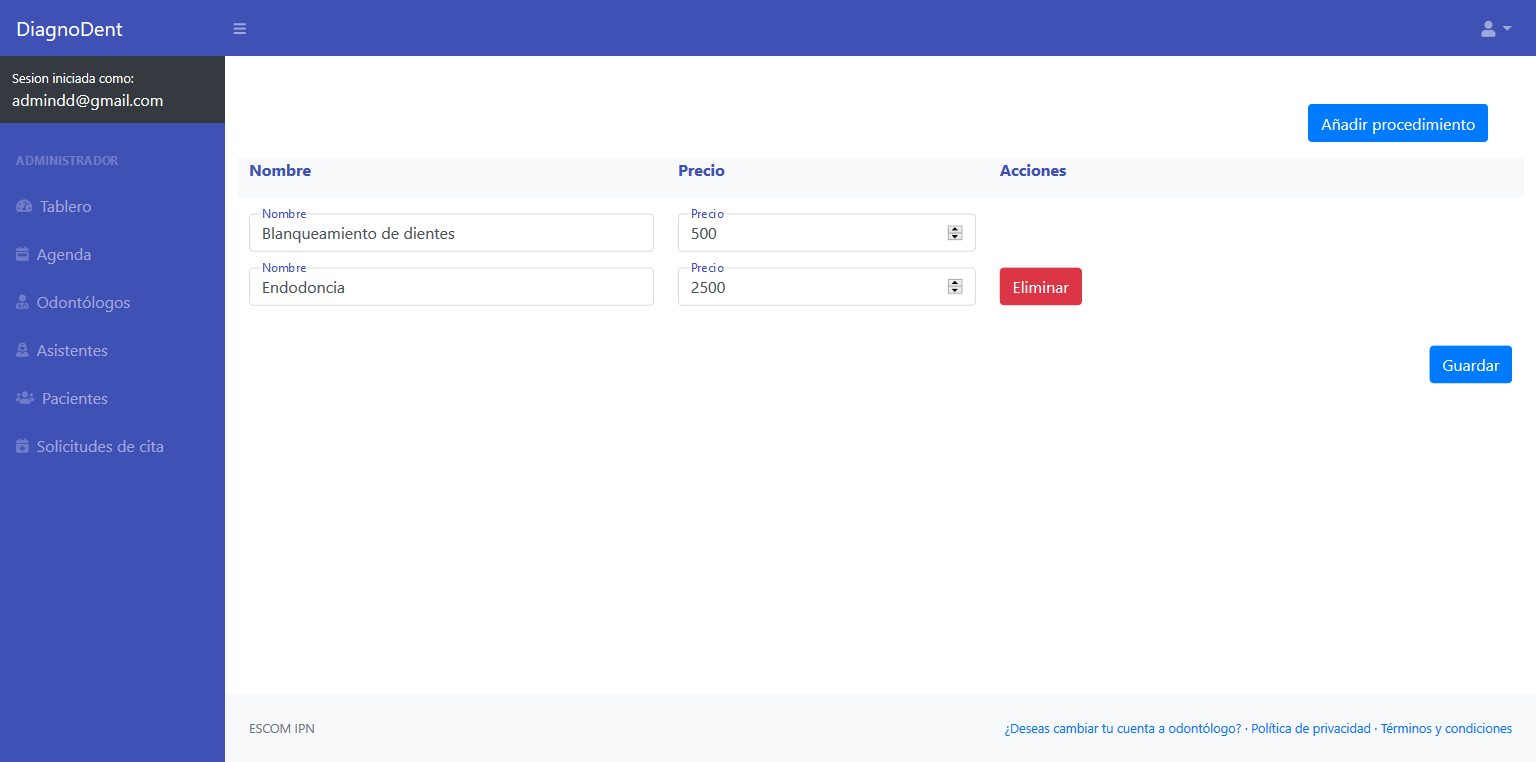 DiagnoDent
Sesion iniciada como:
admindd@gmail.com
ADMINISTRADOR
Tablero
Agenda
Odontólogos
Asistentes
Pacientes
Solicitudes de cita
Añadir procedimiento
Nombre Precio Acciones
Nombre Precio
Blanqueamiento de dientes 500
Nombre Precio
Endodoncia 2500 Eliminar
Guardar
ESCOM IPN ¿Deseas cambiar tu cuenta a odontólogo? · Política de privacidad · Términos y condiciones